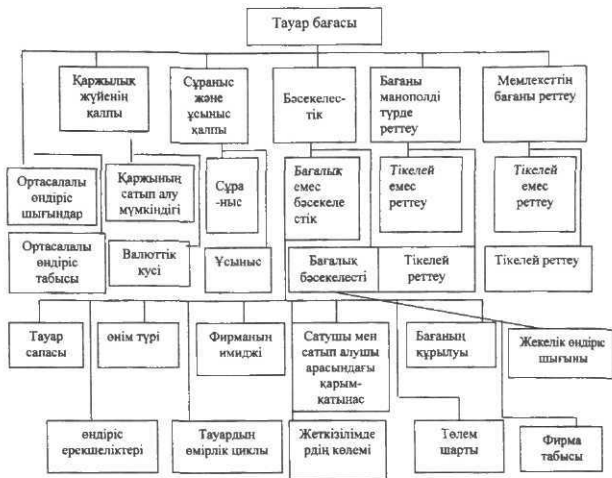 Тауар бағасы
Қаржылық
жүйенің
қалпы
Сұраныс
және
ұсыныс
қалпы
Бәсекелес-
тік
Бағаны
манополді
түрде
реттеу
Мемлекеттін
бағаны реттеу
Ортасалалы
өндіріс
шығындар
Ортасалалы
өндіріс
табысы
Қаржының
сатып алу
мүмкіндігі
Валюттік
кусі
Сұра
-ныс
Ұсыныс
Бағалық
емес
бәсекеле
стік
Бағалық
бәсекелесті
Тікелей
емес
реттеу
Тікелей
реттеу
Тікелей
емес
реттеу
Тікелей реттеу
Тауар
сапасы
өнім түрі
Фирманың
имиджі
Сатушы мен
сатып алушы
арасындағы
қарым-
қатынас
Бағаның
құрылуы
Жекелік өндіріс
шығыны
өндіріс
ерекшеліктері
Тауардың
өмірлік циклы
Жеткізілімде
рдің көлемі
Төлем
шарты
Фирма
табысы